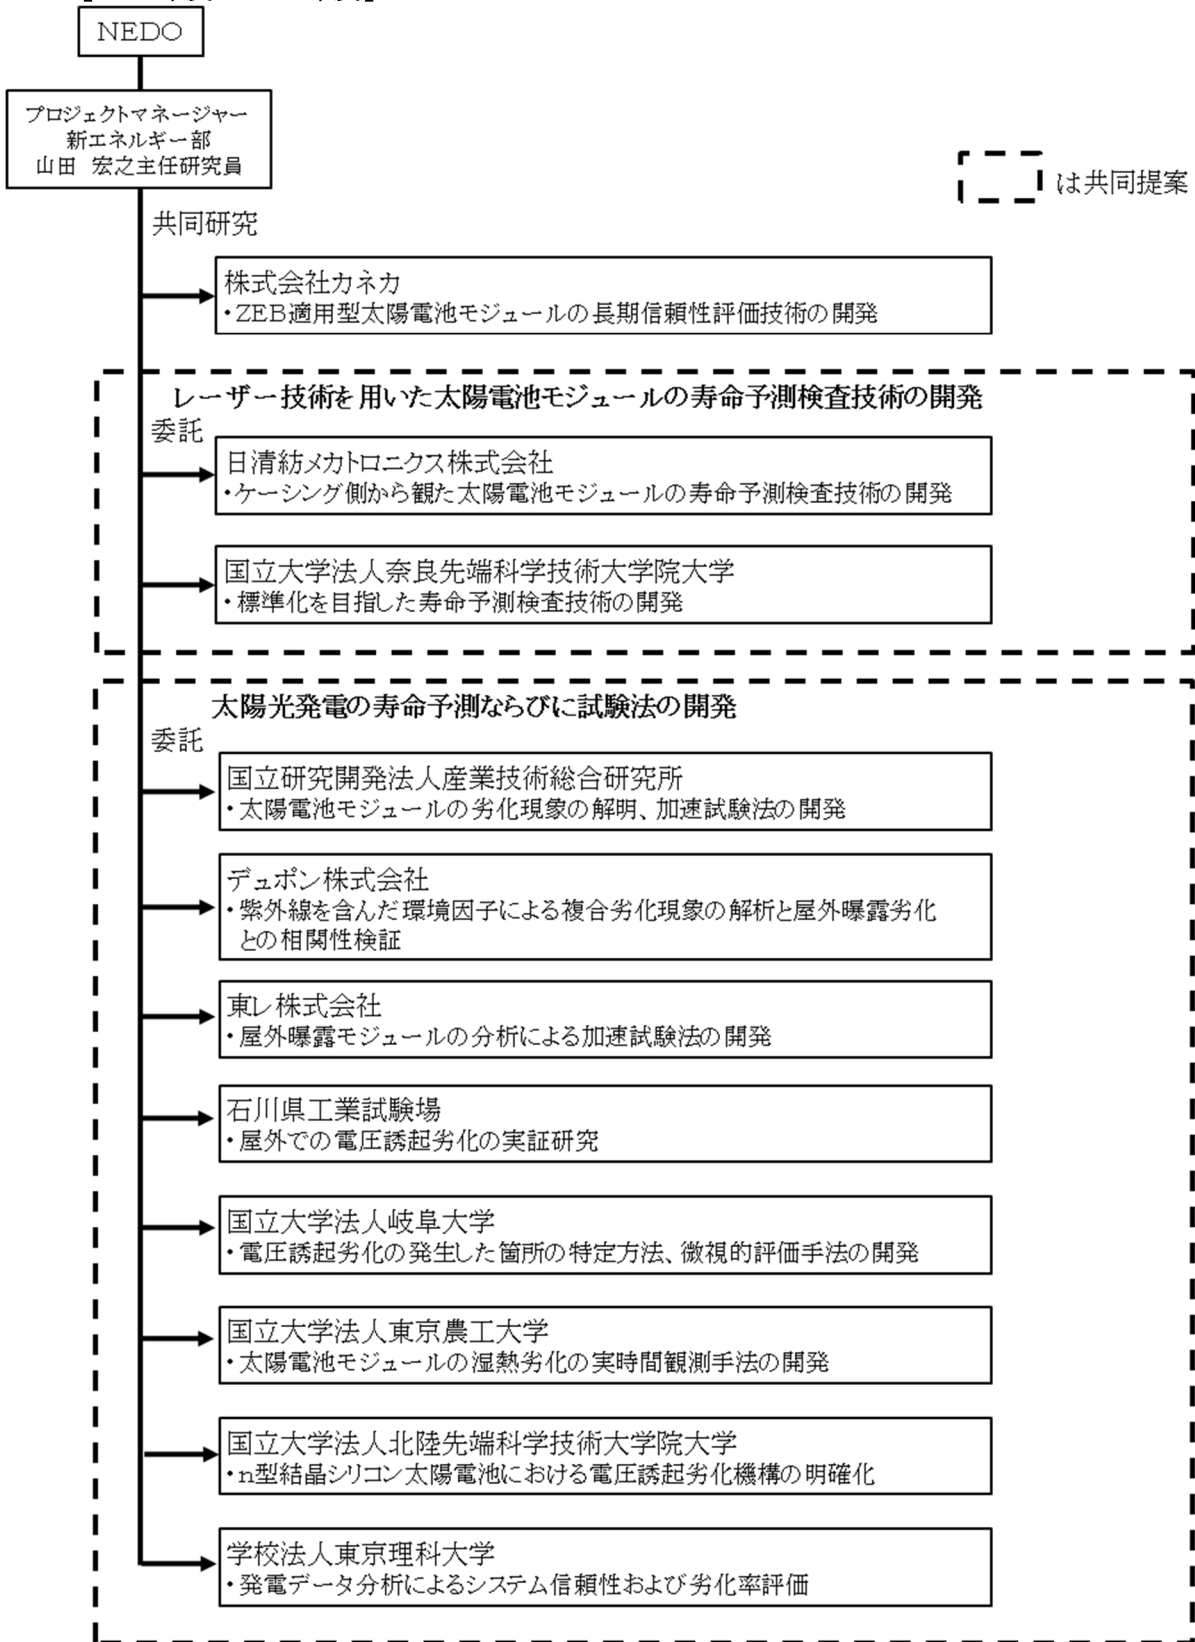 NEDO
プロジェクトマネージャー
新エネルギー部
山田 宏之主任研究員
は共同提案
共同研究
株式会社カネカ
・ZEB適用型太陽電池モジュールの長期信頼性評価技術の開発
レーザー技術を用いた太陽電池モジュールの寿命予測検査技術の開発
委託
日清紡メカトロニクス株式会社
・ケーシング側から観た太陽電池モジュールの寿命予測検査技術の開発
国立大学法人奈良先端科学技術大学院大学
・標準化を目指した寿命予測検査技術の開発
太陽光発電の寿命予測ならびに試験法の開発
委託
国立研究開発法人産業技術総合研究所
・太陽電池モジュールの劣化現象の解明、加速試験法の開発
デュポン株式会社
・紫外線を含んだ環境因子による複合劣化現象の解析と屋外曝露劣化
との相関性検証
東レ株式会社
・屋外曝露モジュールの分析による加速試験法の開発
石川県工業試験場
・屋外での電圧誘起劣化の実証研究
国立大学法人岐阜大学
・電圧誘起劣化の発生した箇所の特定方法、微視的評価手法の開発
国立大学法人東京農工大学
・太陽電池モジュールの湿熱劣化の実時間観測手法の開発
国立大学法人北陸先端科学技術大学院大学
・n型結晶シリコン太陽電池における電圧誘起劣化機構の明確化
学校法人東京理科大学
・発電データ分析によるシステム信頼性および劣化率評価